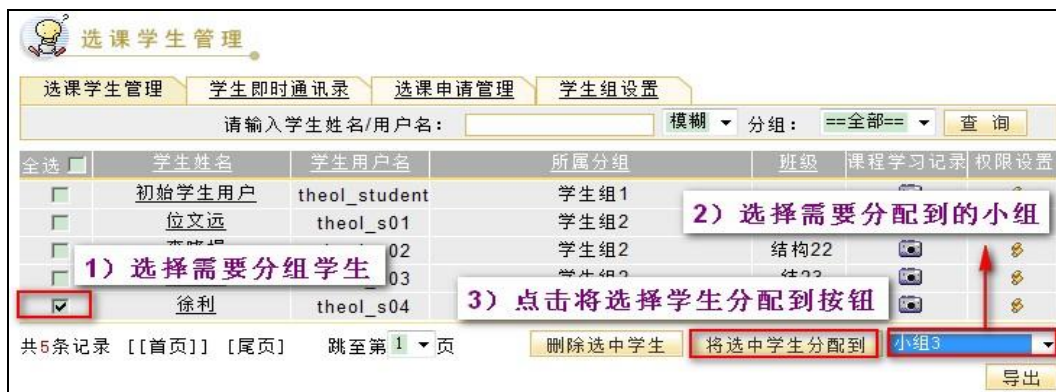 选课学生管理
选课学生管理 学生即时通讯录 选课申请管理 学生组设置
请输入学生姓名/用户名： 模糊 分组： ==全部== 查 询
全选 学生姓名 学生用户名 所属分组 班级 课程学习记录 权限设置
初始学生用户 theol_student 学生组1
位文远 theol_s01 学生组2
2）选择需要分配到的小组
02 学生组2 结构22
1）选择需要分组学生
03
3）点击将选择学生分配到按钮
徐利 theol_s04
共5条记录 [[首页]] [尾页] 跳至第 1 页 删除选中学生 将选中学生分配到 小组3
导出